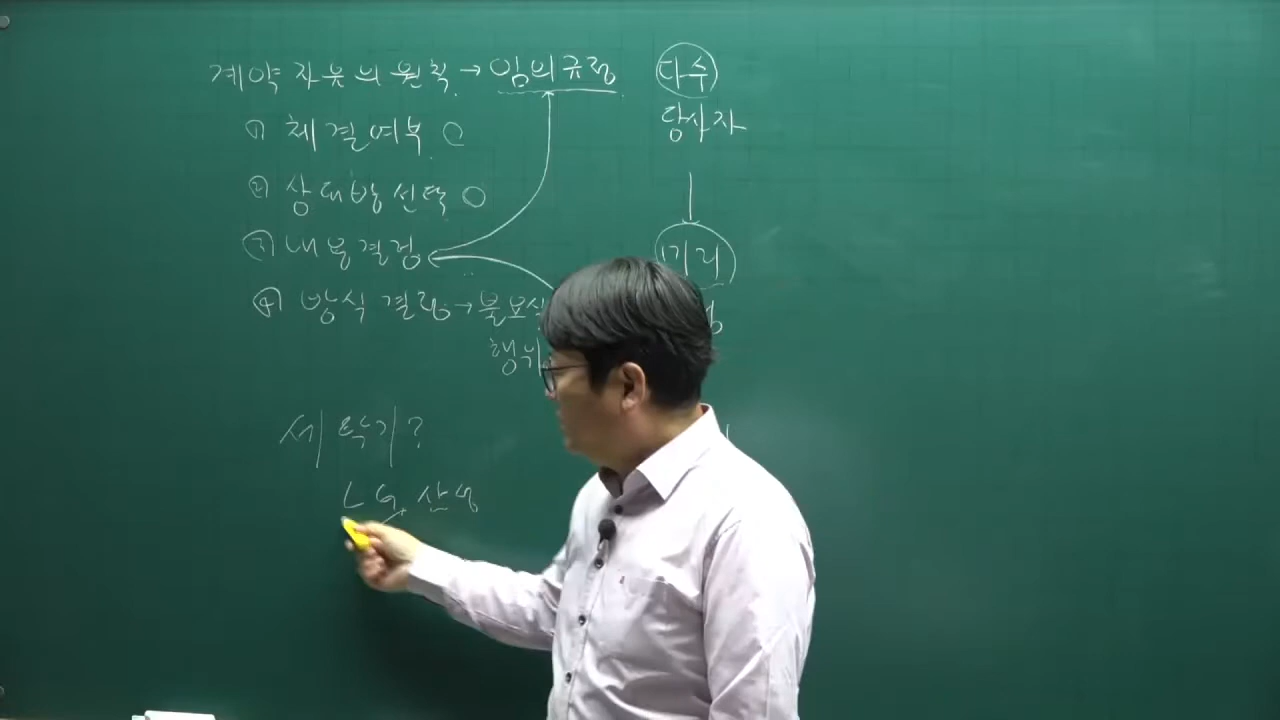 계약 자유의 원칙 → 임의규정
① 체결여부 ○
② 상대방 선택 ○
③ 내용결정
④ 방식 결정 → 불요식
행위
세탁기?
LG, 삼성
다수
당사자
거리